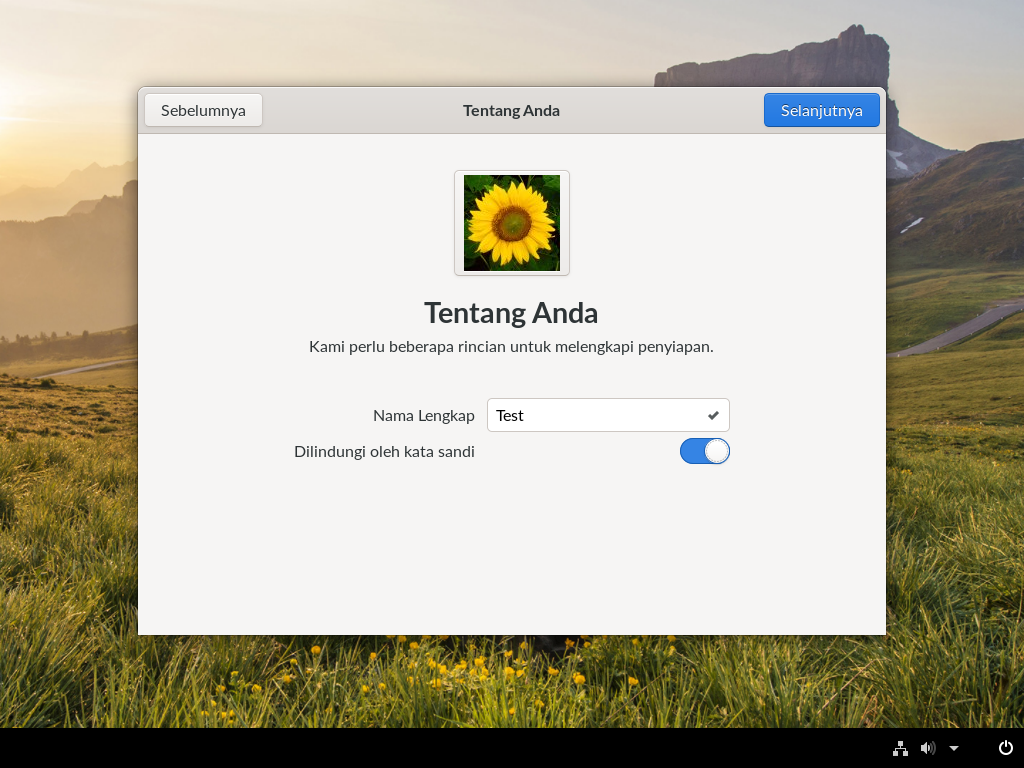 Sebelumnya
Tentang Anda
Selanjutnya
Tentang Anda
Kami perlu beberapa rincian untuk melengkapi penyiapan.
Nama Lengkap
Test
Dilindungi oleh kata sandi